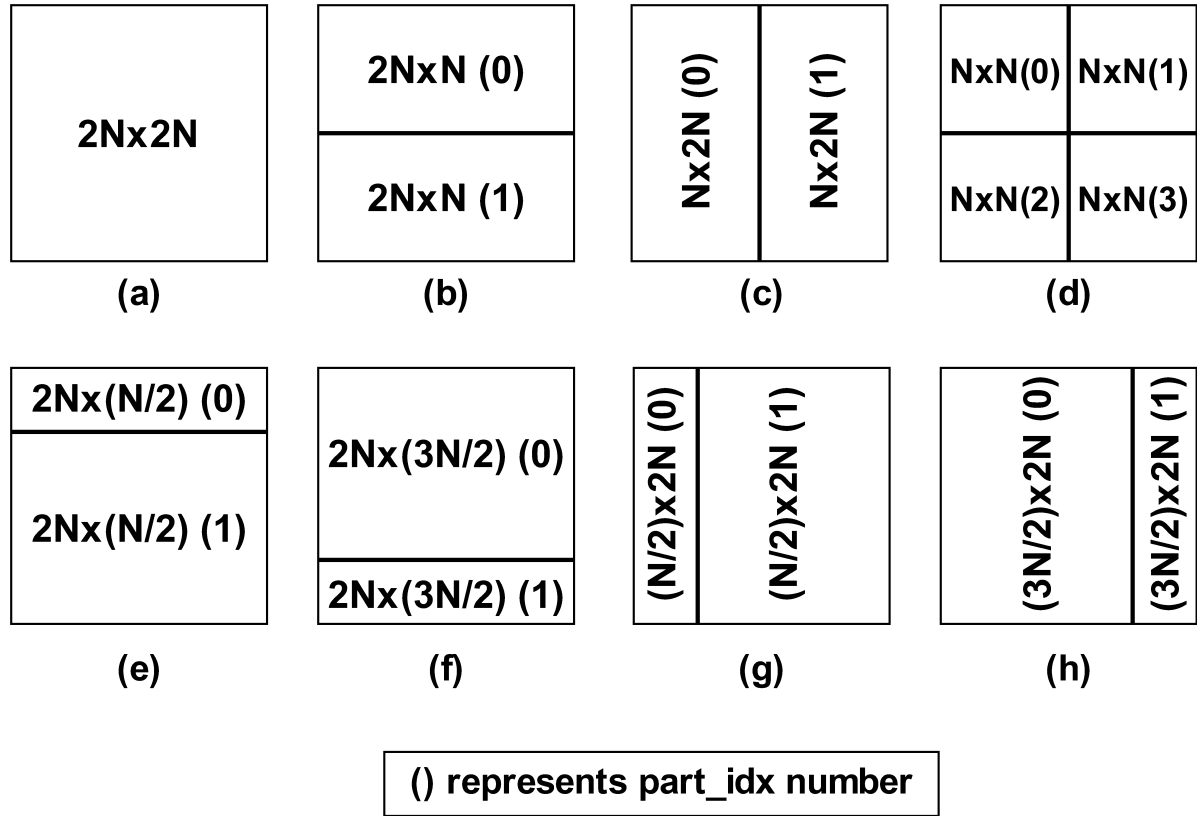 2Nx2N
2NxN (0)
2NxN (1)
Nx2N (0)
Nx2N (1)
NxN(0)
NxN(1)
NxN(2)
NxN(3)
(a)
(b)
(c)
(d)
2Nx(N/2) (0)
2Nx(N/2) (1)
2Nx(3N/2) (0)
2Nx(3N/2) (1)
(N/2)x2N (0)
(N/2)x2N (1)
(3N/2)x2N (0)
(3N/2)x2N (1)
(e)
(f)
(g)
(h)
() represents part_idx number